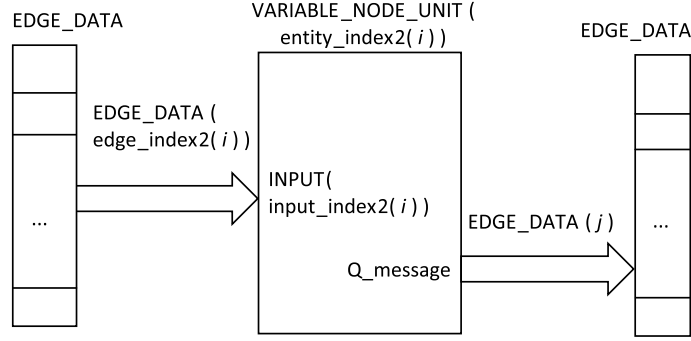 EDGE_DATA
VARIABLE_NODE_UNIT (
entity_index2( i ) )
EDGE_DATA
EDGE_DATA (
edge_index2( i ) )
INPUT(
input_index2( i ) )
...
EDGE_DATA ( j )
...
Q_message